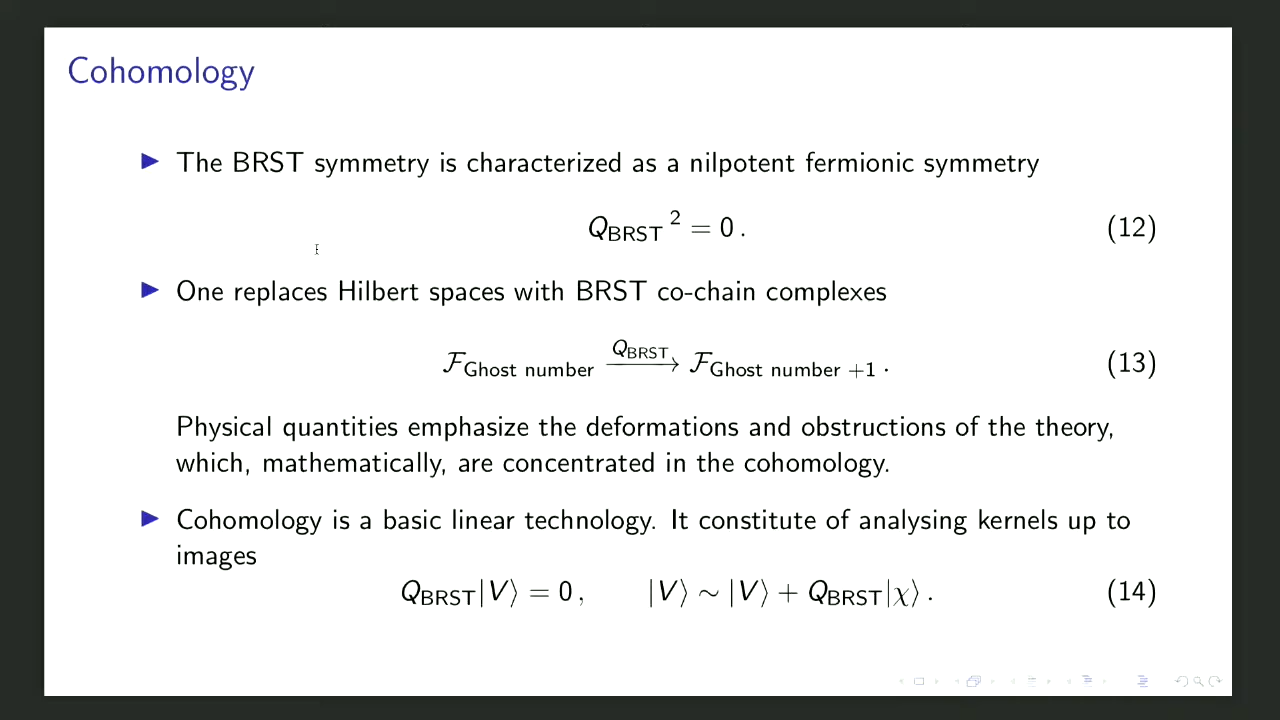 Cohomology
▶ The BRST symmetry is characterized as a nilpotent fermionic symmetry
Q_BRST ² = 0 . (12)
▶ One replaces Hilbert spaces with BRST co-chain complexes
ℱ_Ghost number —Q_BRST→ ℱ_Ghost number +1 . (13)
Physical quantities emphasize the deformations and obstructions of the theory,
which, mathematically, are concentrated in the cohomology.
▶ Cohomology is a basic linear technology. It constitute of analysing kernels up to
images
Q_BRST|V⟩ = 0 , |V⟩ ∼ |V⟩ + Q_BRST|χ⟩ . (14)